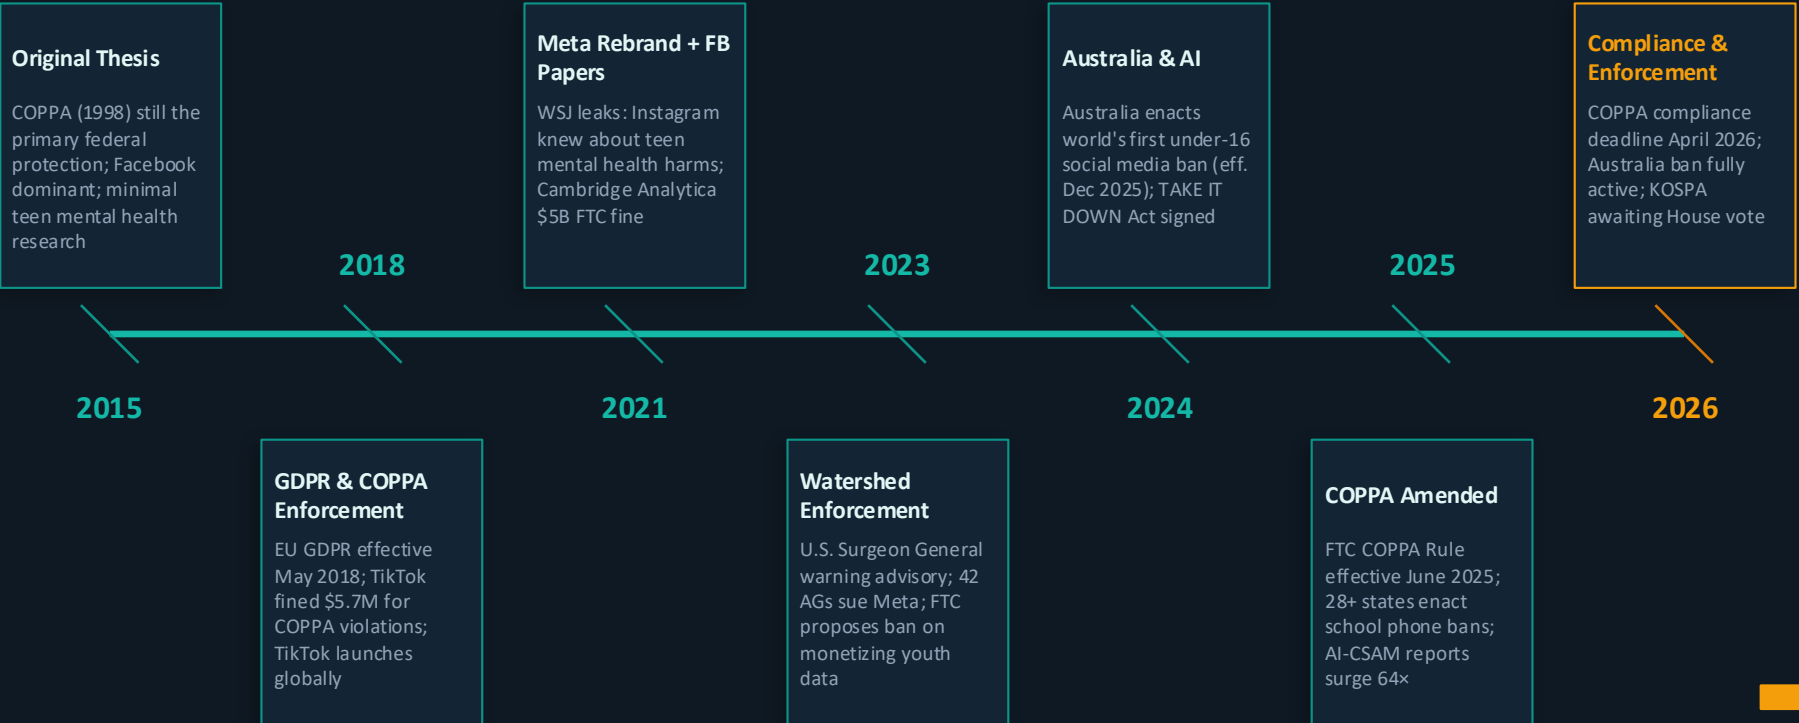 Original Thesis
COPPA (1998) still the
primary federal
protection; Facebook
dominant; minimal
teen mental health
research
2015
2018
GDPR & COPPA
Enforcement
EU GDPR effective
May 2018; TikTok
fined $5.7M for
COPPA violations;
TikTok launches
globally
Meta Rebrand + FB
Papers
WSJ leaks: Instagram
knew about teen
mental health harms;
Cambridge Analytica
$5B FTC fine
2021
2023
Watershed
Enforcement
U.S. Surgeon General
warning advisory; 42
AGs sue Meta; FTC
proposes ban on
monetizing youth
data
Australia & AI
Australia enacts
world's first under-16
social media ban (eff.
Dec 2025); TAKE IT
DOWN Act signed
2024
2025
COPPA Amended
FTC COPPA Rule
effective June 2025;
28+ states enact
school phone bans;
AI-CSAM reports
surge 64×
Compliance &
Enforcement
COPPA compliance
deadline April 2026;
Australia ban fully
active; KOSPA
awaiting House vote
2026